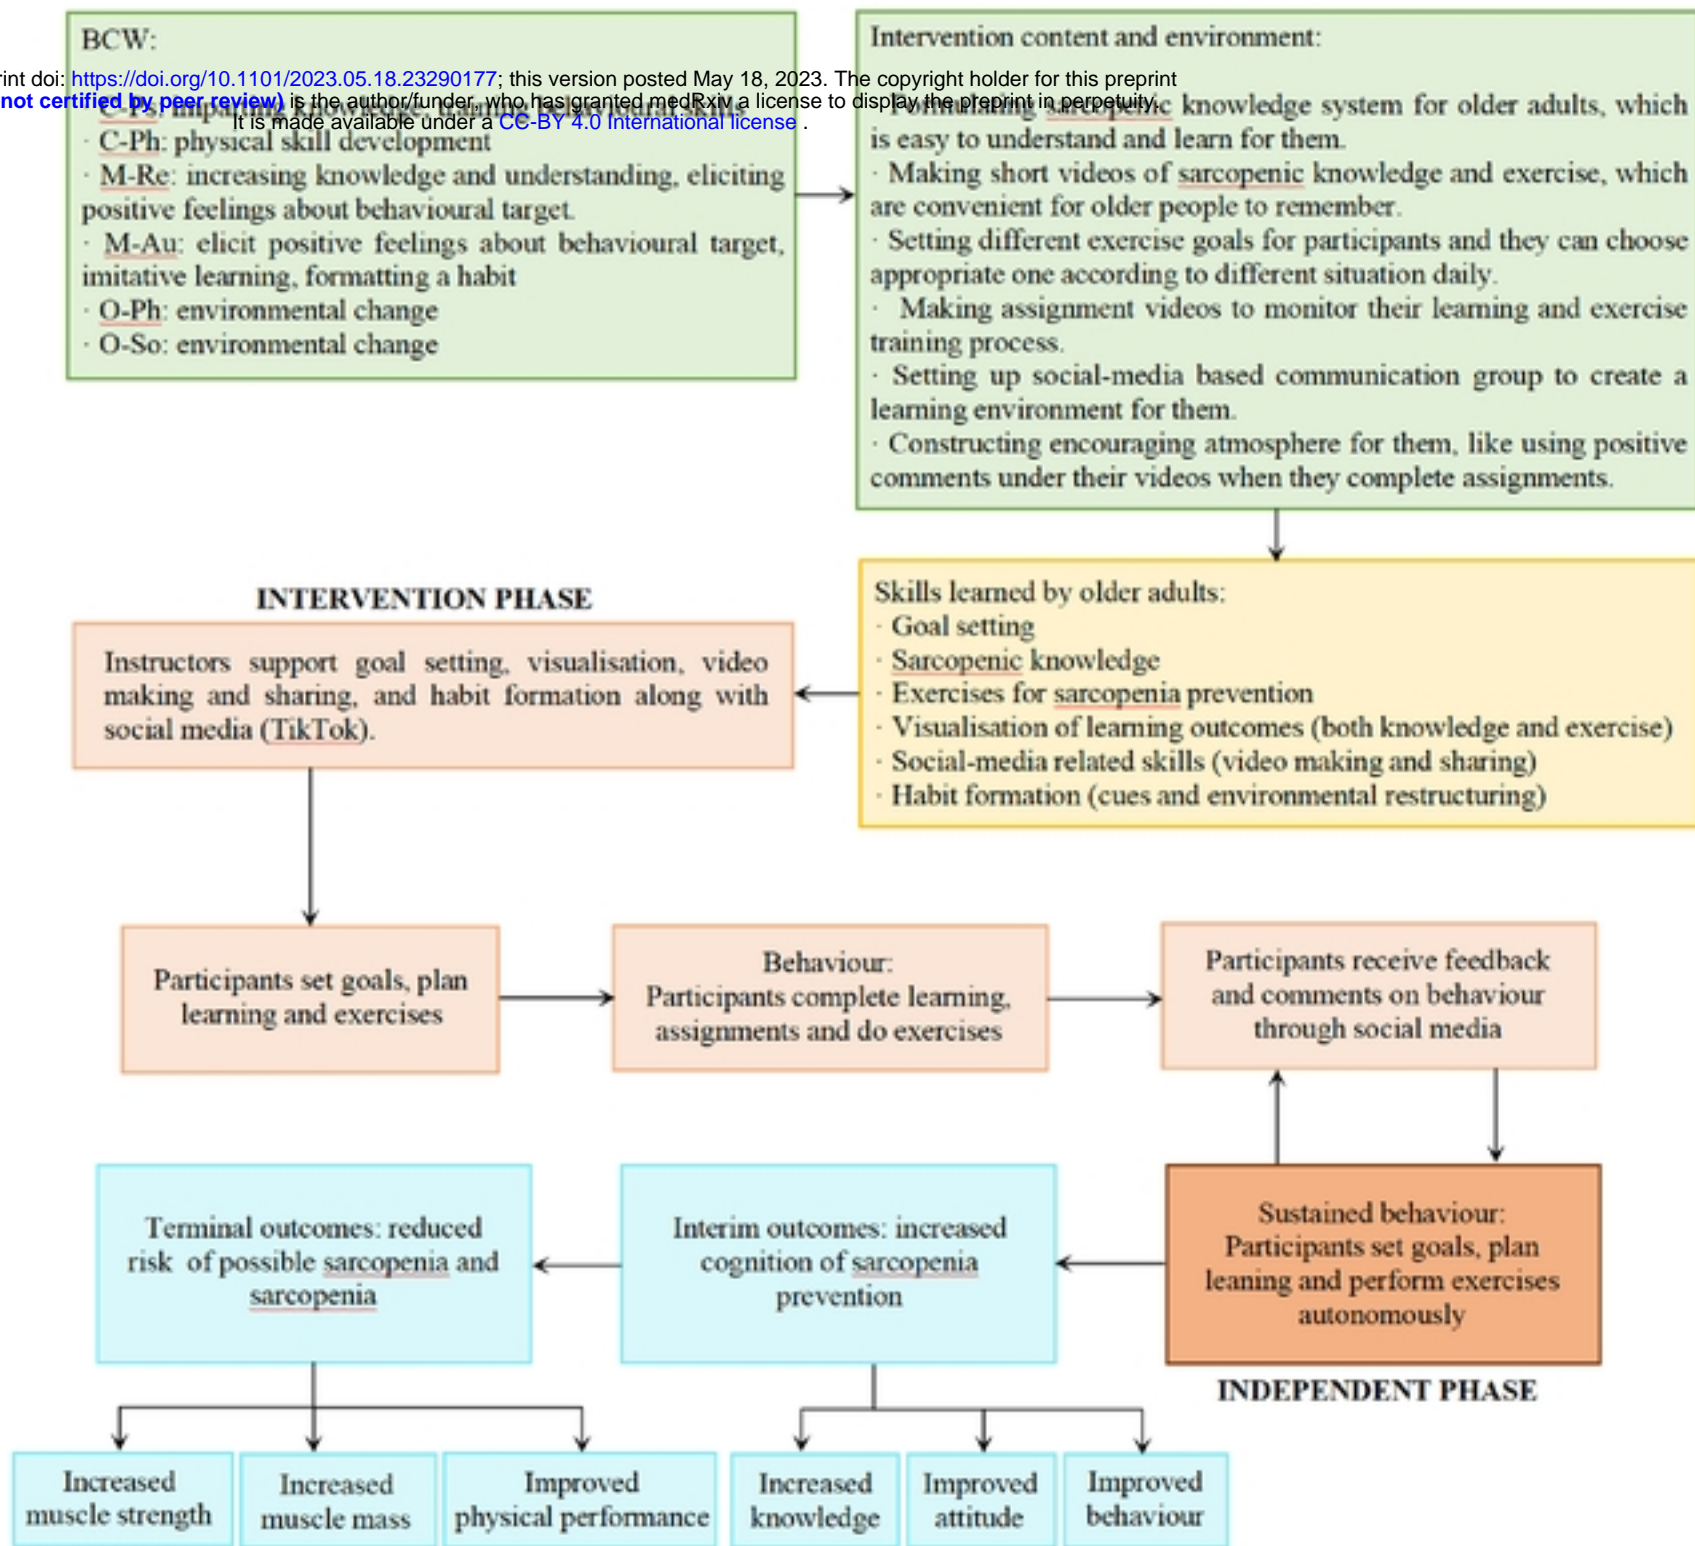 BCW:
rint doi: https://doi.org/10.1101/2023.05.18.23290177; this version posted May 18, 2023. The copyright holder for this preprint
not certified by peer review) is the author/funder, who has granted medRxiv a license to display the preprint in perpetuity.
It is made available under a CC-BY 4.0 International license .
· C-Ps: imparting knowledge, training behavioural skills
· C-Ph: physical skill development
· M-Re: increasing knowledge and understanding, eliciting
positive feelings about behavioural target.
· M-Au: elicit positive feelings about behavioural target,
imitative learning, formatting a habit
· O-Ph: environmental change
· O-So: environmental change
Intervention content and environment:
· Formulating sarcopenic knowledge system for older adults, which
is easy to understand and learn for them.
· Making short videos of sarcopenic knowledge and exercise, which
are convenient for older people to remember.
· Setting different exercise goals for participants and they can choose
appropriate one according to different situation daily.
· Making assignment videos to monitor their learning and exercise
training process.
· Setting up social-media based communication group to create a
learning environment for them.
· Constructing encouraging atmosphere for them, like using positive
comments under their videos when they complete assignments.
Skills learned by older adults:
· Goal setting
· Sarcopenic knowledge
· Exercises for sarcopenia prevention
· Visualisation of learning outcomes (both knowledge and exercise)
· Social-media related skills (video making and sharing)
· Habit formation (cues and environmental restructuring)
INTERVENTION PHASE
Instructors support goal setting, visualisation, video
making and sharing, and habit formation along with
social media (TikTok).
Participants set goals, plan
learning and exercises
Behaviour:
Participants complete learning,
assignments and do exercises
Participants receive feedback
and comments on behaviour
through social media
Sustained behaviour:
Participants set goals, plan
leaning and perform exercises
autonomously
INDEPENDENT PHASE
Interim outcomes: increased
cognition of sarcopenia
prevention
Terminal outcomes: reduced
risk of possible sarcopenia and
sarcopenia
Increased
muscle strength
Increased
muscle mass
Improved
physical performance
Increased
knowledge
Improved
attitude
Improved
behaviour